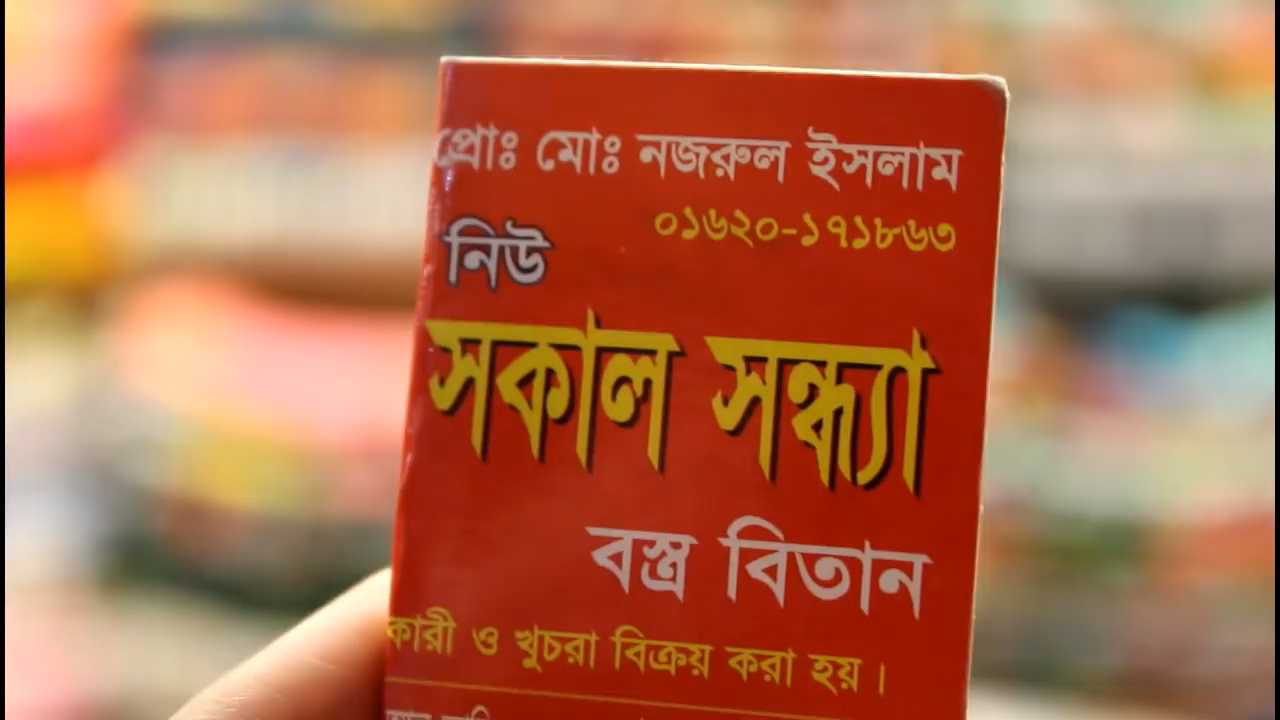 প্রোঃ মোঃ নজরুল ইসলাম
০১৬২০-১৭১৮৬৩
নিউ
সকাল সন্ধ্যা
বস্ত্র বিতান
কারী ও খুচরা বিক্রয় করা হয়।